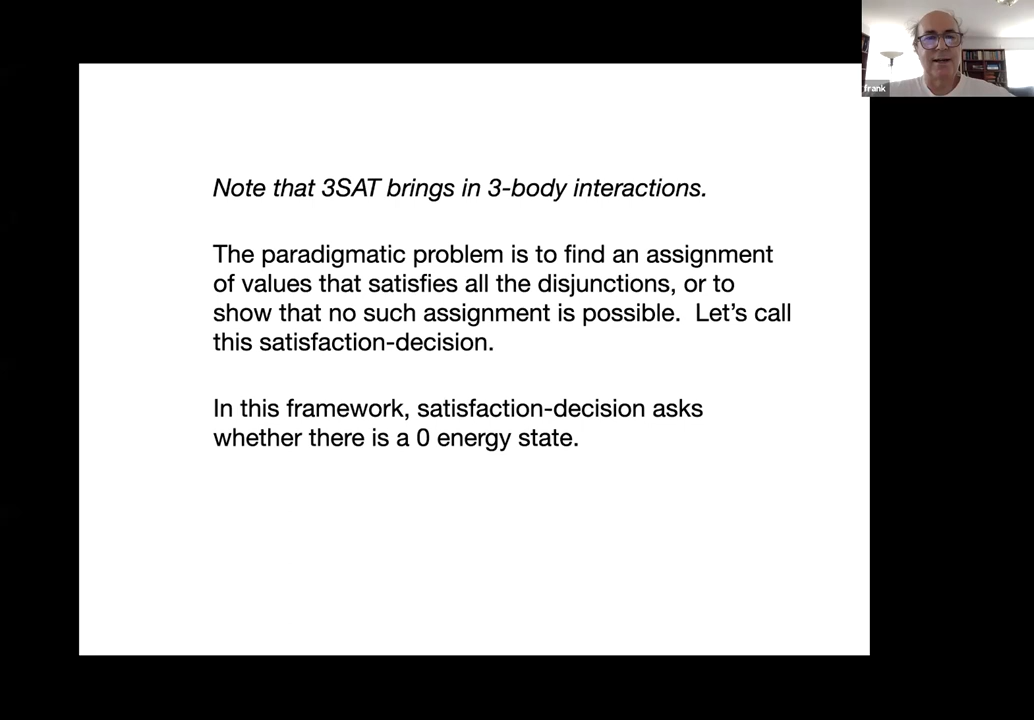 frank
Note that 3SAT brings in 3-body interactions.
The paradigmatic problem is to find an assignment
of values that satisfies all the disjunctions, or to
show that no such assignment is possible.  Let’s call
this satisfaction-decision.
In this framework, satisfaction-decision asks
whether there is a 0 energy state.